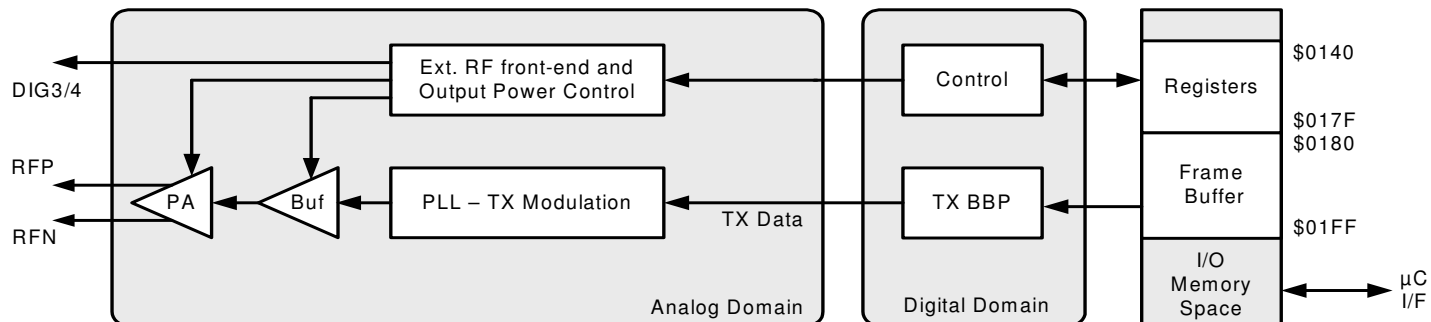 DIG3/4
RFP
RFN
Ext. RF front-end and
Output Power Control
PA
Buf
PLL – TX Modulation
TX Data
Analog Domain
Control
TX BBP
Digital Domain
Registers
Frame
Buffer
I/O
Memory
Space
$0140
$017F
$0180
$01FF
µC
I/F